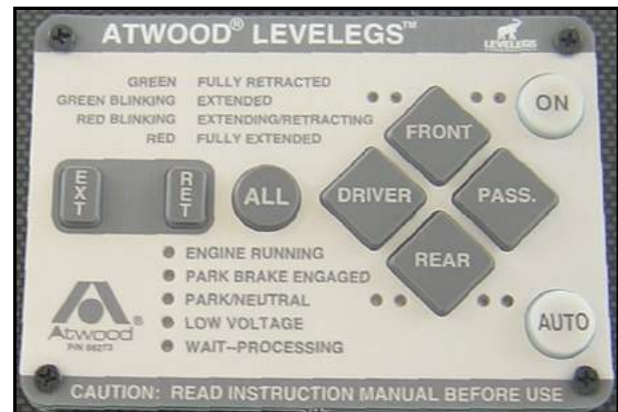 ATWOOD® LEVELEGS™
LEVELEGS
GREEN FULLY RETRACTED
GREEN BLINKING EXTENDED
RED BLINKING EXTENDING/RETRACTING
RED FULLY EXTENDED
ON
FRONT
EXT
RET
ALL
DRIVER
PASS.
REAR
ENGINE RUNNING
PARK BRAKE ENGAGED
PARK/NEUTRAL
LOW VOLTAGE
WAIT--PROCESSING
Atwood®
P/N 66273
AUTO
CAUTION: READ INSTRUCTION MANUAL BEFORE USE